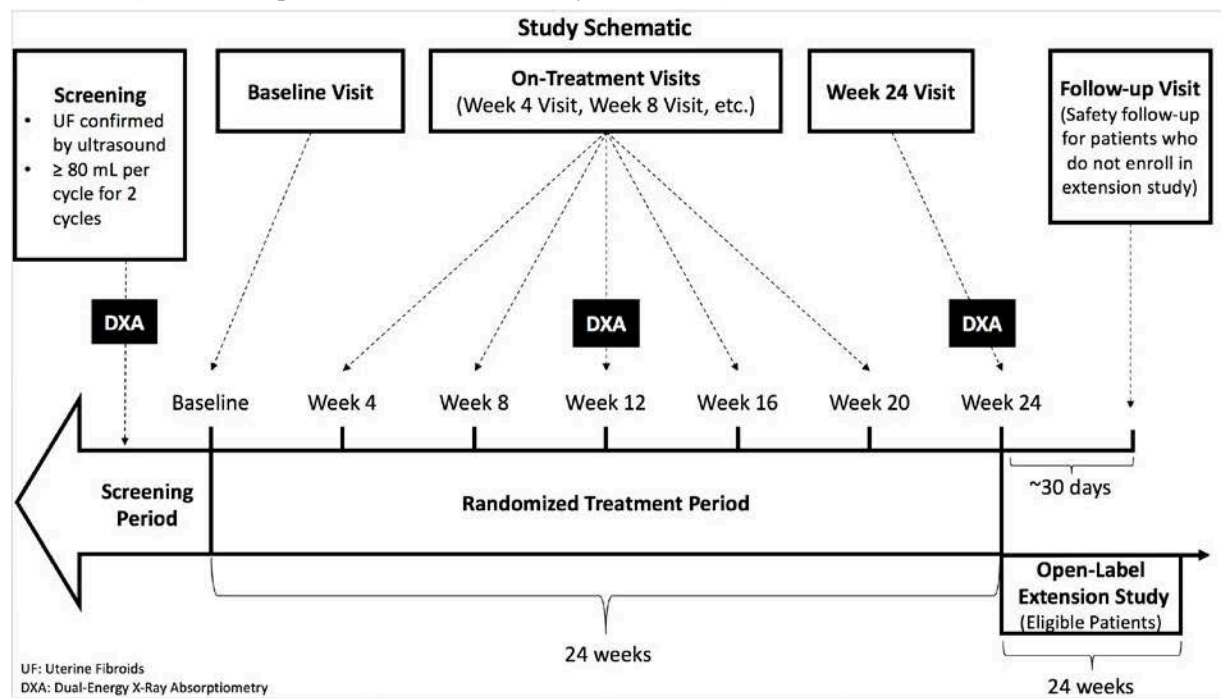 Study Schematic
Screening
• UF confirmed
by ultrasound
• ≥ 80 mL per
cycle for 2
cycles
Baseline Visit
On-Treatment Visits
(Week 4 Visit, Week 8 Visit, etc.)
Week 24 Visit
Follow-up Visit
(Safety follow-up
for patients who
do not enroll in
extension study)
DXA
DXA
DXA
Baseline
Week 4
Week 8
Week 12
Week 16
Week 20
Week 24
Screening
Period
Randomized Treatment Period
~30 days
Open-Label
Extension Study
(Eligible Patients)
24 weeks
24 weeks
UF: Uterine Fibroids
DXA: Dual-Energy X-Ray Absorptiometry